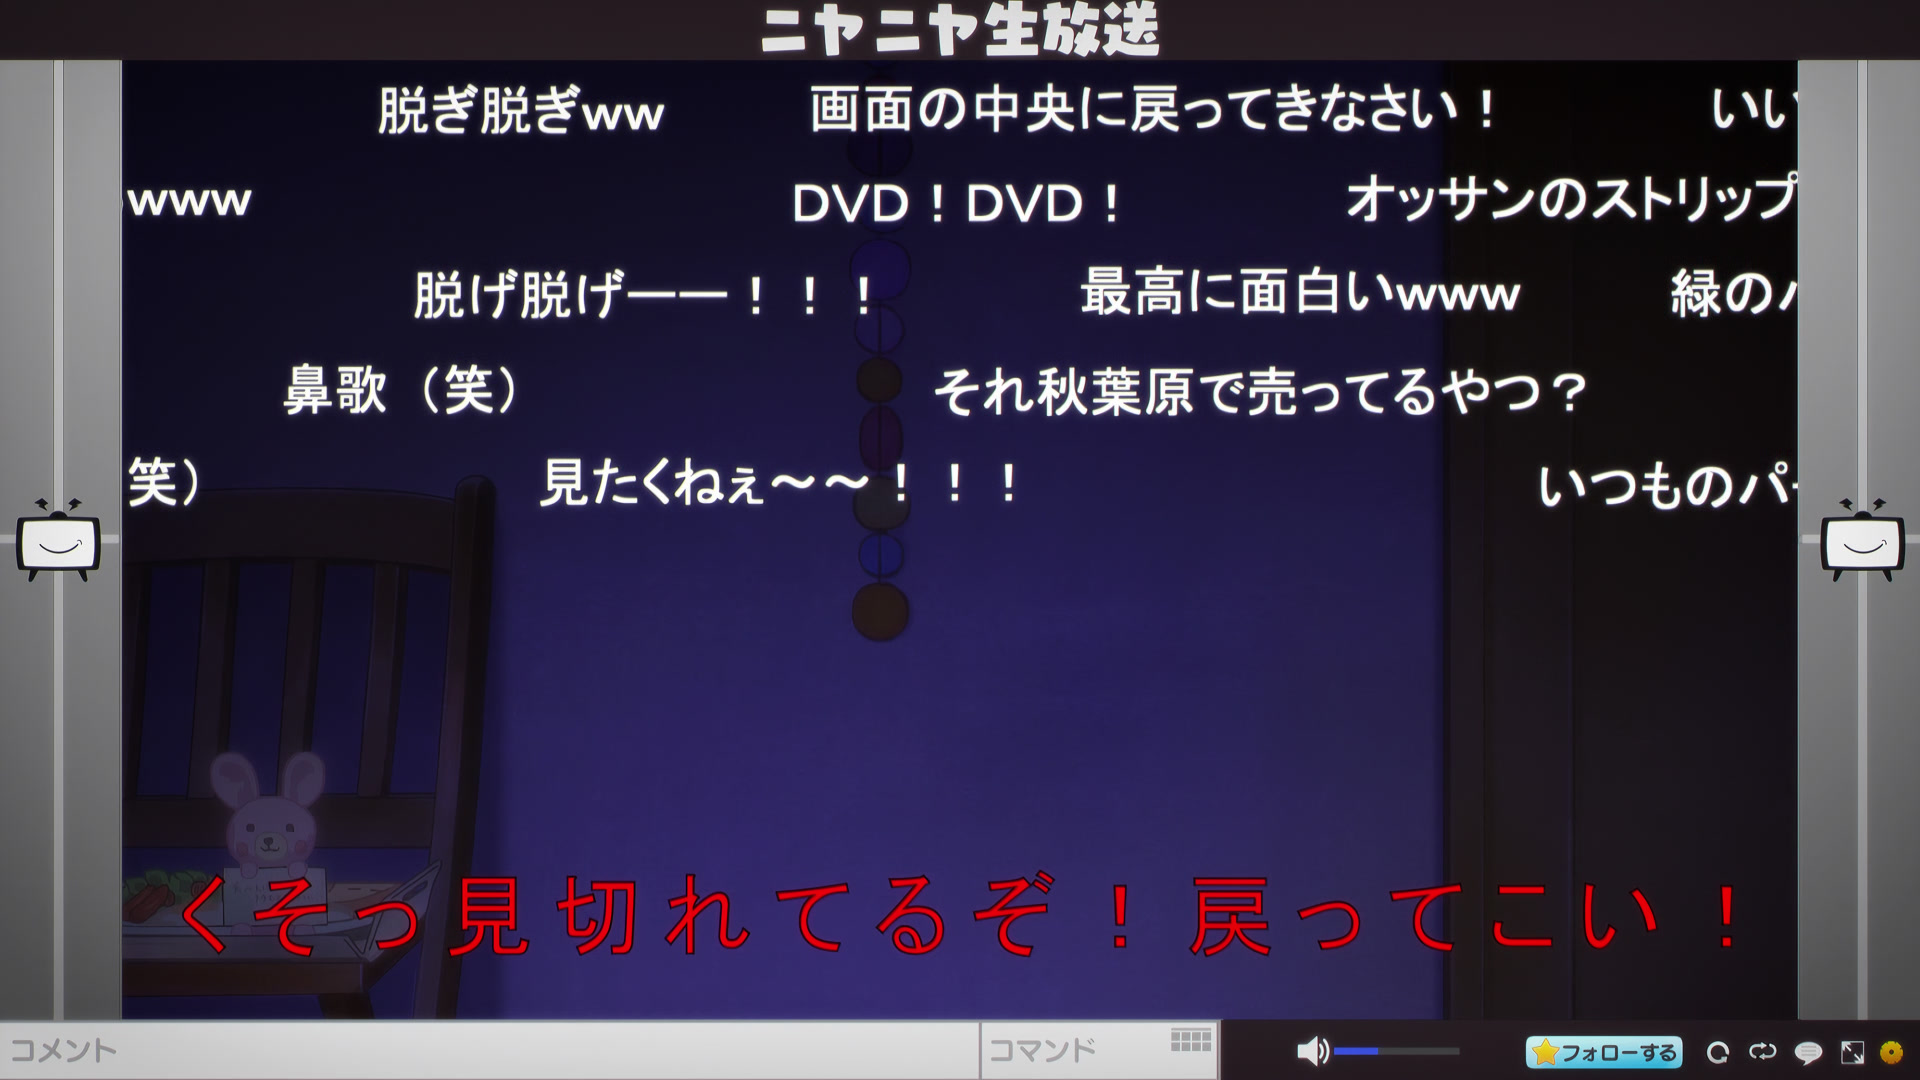 ニヤニヤ生放送
脱ぎ脱ぎww 画面の中央に戻ってきなさい！ いい
www DVD！DVD！ オッサンのストリップ
脱げ脱げ――！！！ 最高に面白いwww 緑の
鼻歌（笑） それ秋葉原で売ってるやつ？
笑） 見たくねぇ～～！！！ いつものパ
くそっ見切れてるぞ！戻ってこい！
コメント コマンド フォローする